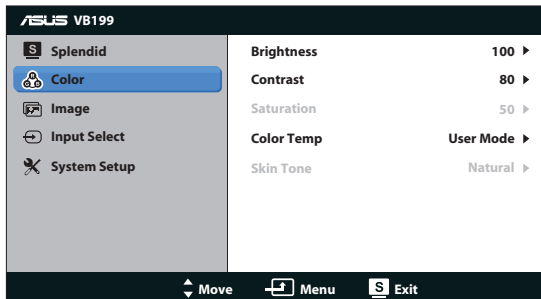 ASUS VB199
S Splendid
Color
Image
Input Select
System Setup
Brightness 100
Contrast 80
Saturation 50
Color Temp User Mode
Skin Tone Natural
Move Menu S Exit